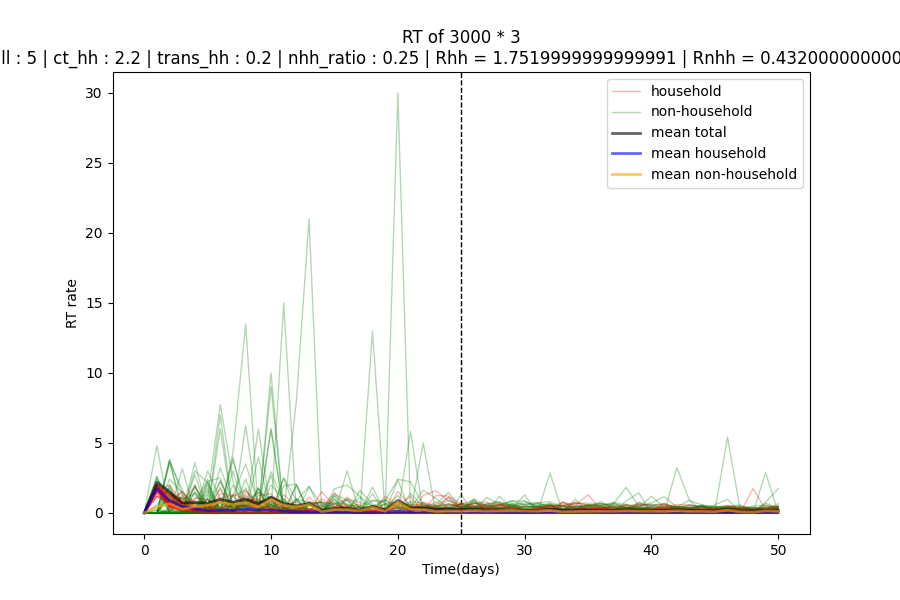 RT of 3000 * 3
ll : 5 | ct_hh : 2.2 | trans_hh : 0.2 | nhh_ratio : 0.25 | Rhh = 1.7519999999999991 | Rnhh = 0.432000000000
30
25
20
15
10
5
0
RT rate
household
non-household
mean total
mean household
mean non-household
0 10 20 30 40 50
Time(days)